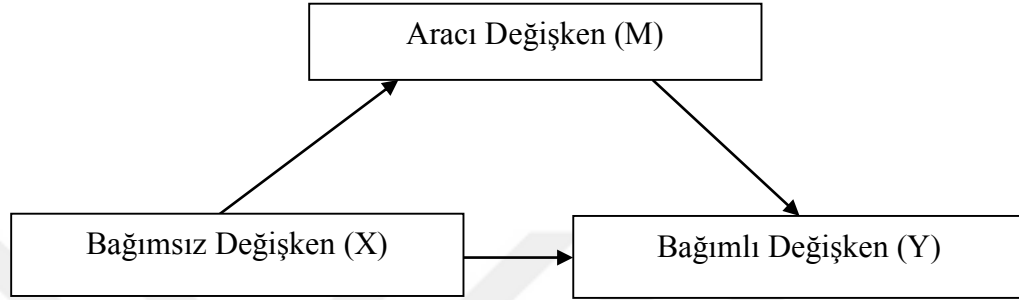 Aracı Değişken (M)
Bağımsız Değişken (X)
Bağımlı Değişken (Y)